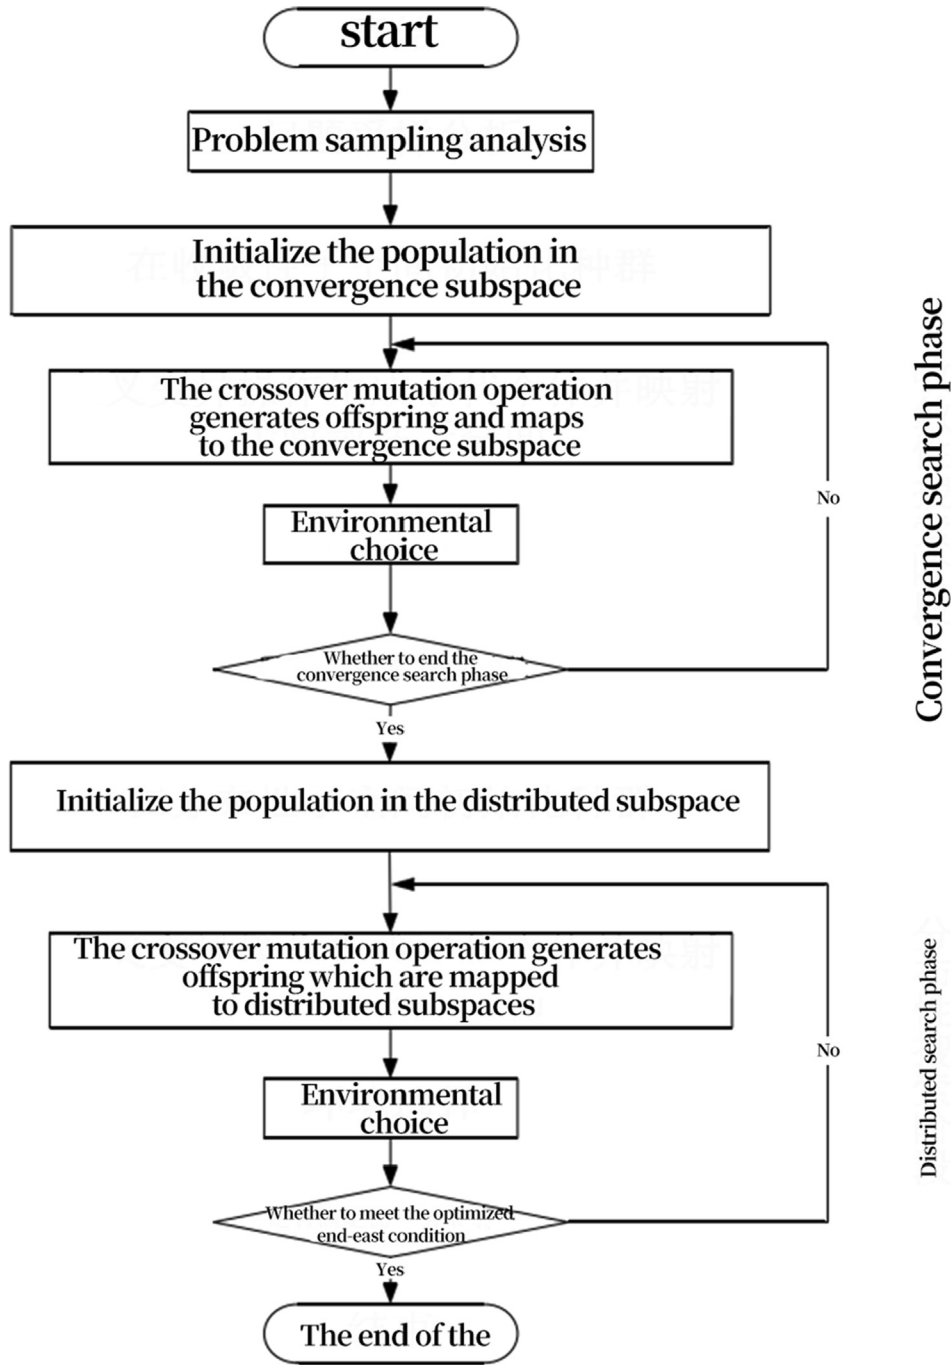 start
Problem sampling analysis
Initialize the population in
the convergence subspace
The crossover mutation operation
generates offspring and maps
to the convergence subspace
Environmental
choice
No
Whether to end the
convergence search phase
Yes
Convergence search phase
Initialize the population in the distributed subspace
The crossover mutation operation generates
offspring which are mapped
to distributed subspaces
Environmental
choice
No
Whether to meet the optimized
end-east condition
Yes
Distributed search phase
The end of the